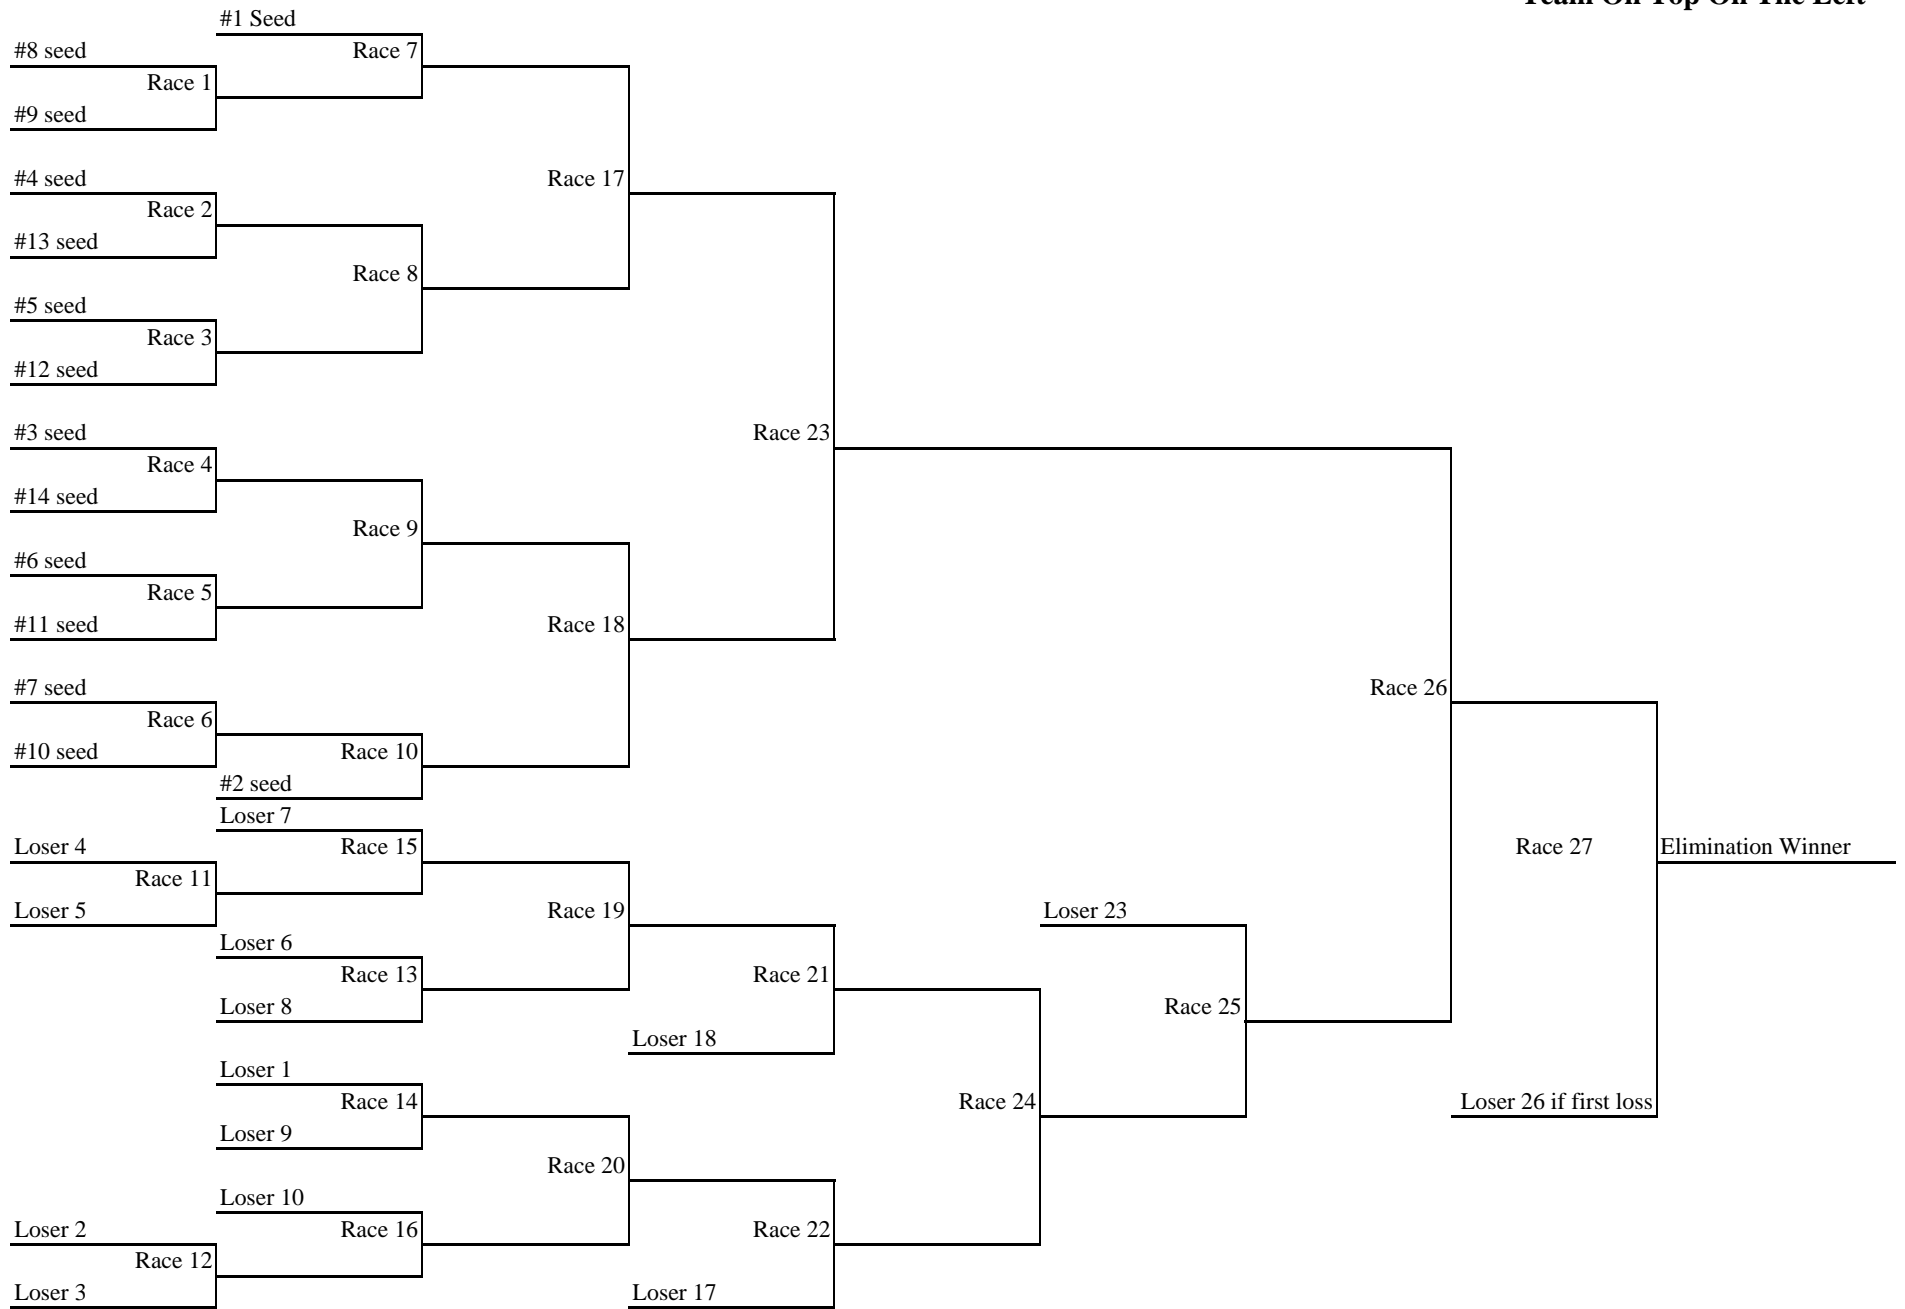 Team On Top On The Left
#1 Seed
#8 seed
Race 7
Race 1
#9 seed
#4 seed
Race 17
Race 2
#13 seed
Race 8
#5 seed
Race 3
#12 seed
#3 seed
Race 23
Race 4
#14 seed
Race 9
#6 seed
Race 5
#11 seed
Race 18
#7 seed
Race 26
Race 6
#10 seed
Race 10
#2 seed
Loser 7
Loser 4
Race 15
Race 27
Elimination Winner
Race 11
Loser 5
Race 19
Loser 23
Loser 6
Race 13
Race 21
Loser 8
Race 25
Loser 18
Loser 1
Race 14
Race 24
Loser 26 if first loss
Loser 9
Race 20
Loser 10
Loser 2
Race 16
Race 22
Race 12
Loser 3
Loser 17